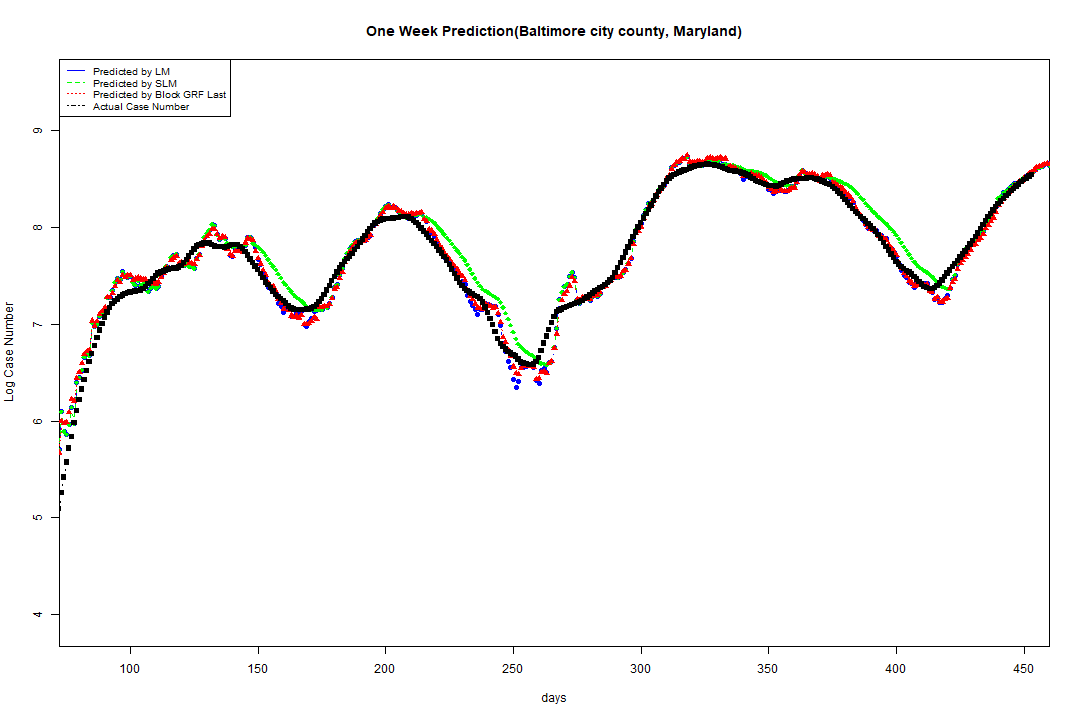 One Week Prediction(Baltimore city county, Maryland)
Predicted by LM
Predicted by SLM
Predicted by Block GRF Last
Actual Case Number
9
8
7
6
5
4
Log Case Number
100 150 200 250 300 350 400 450
days